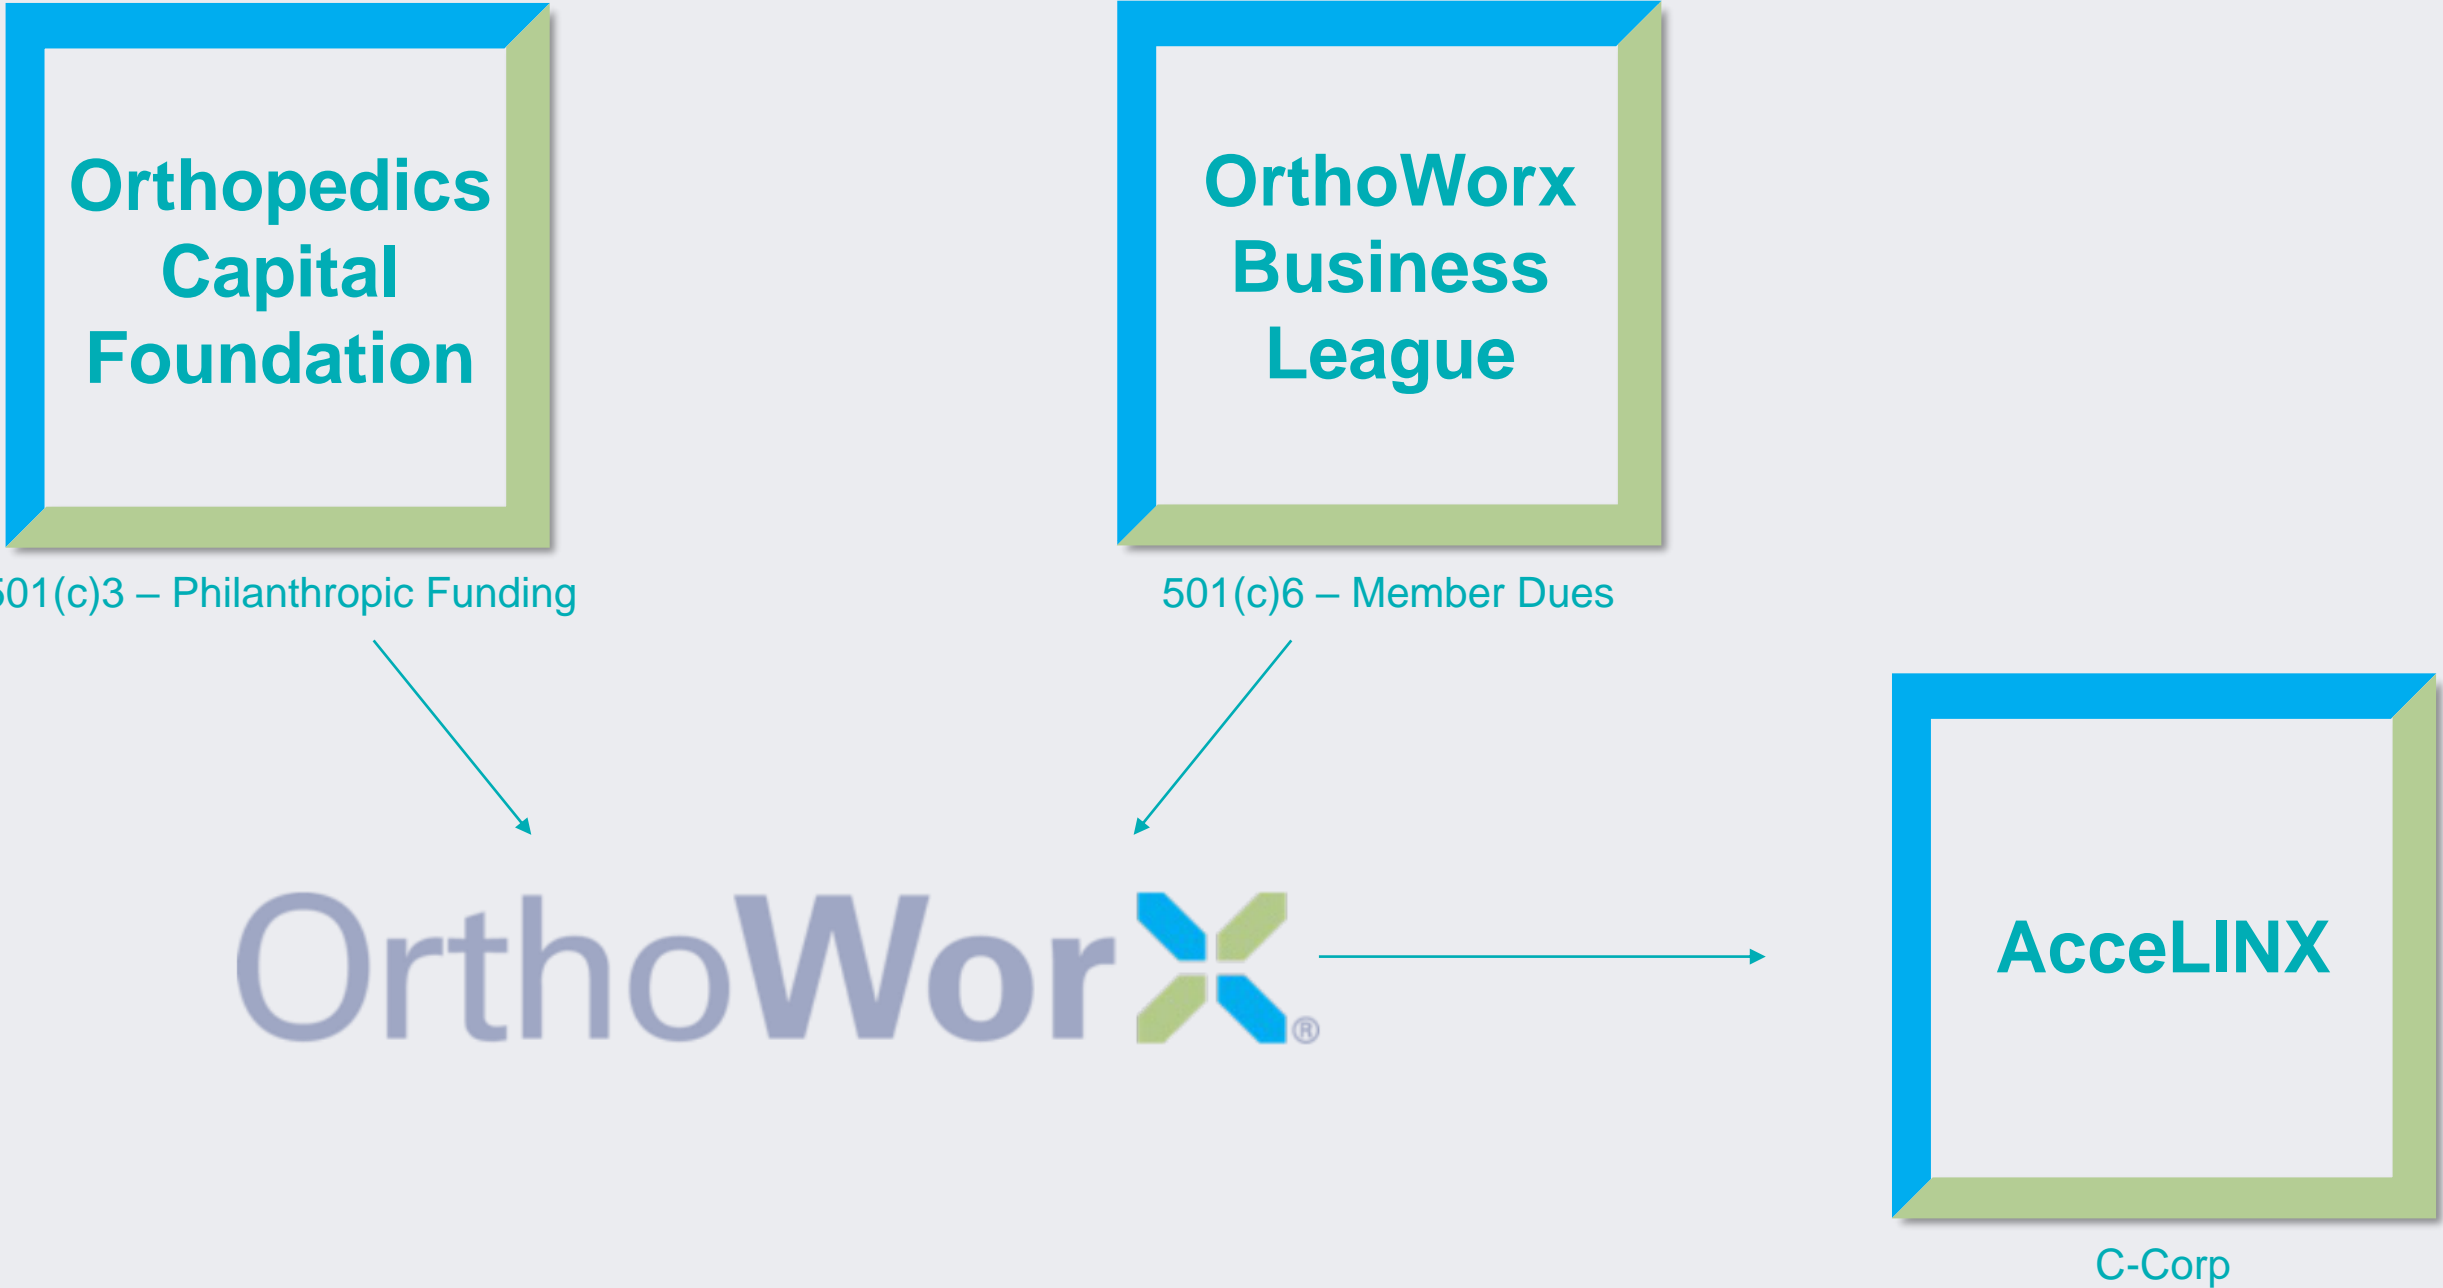 Orthopedics
Capital
Foundation
501(c)3 – Philanthropic Funding
OrthoWorx
Business
League
501(c)6 – Member Dues
OrthoWorX®
AcceLINX
C-Corp